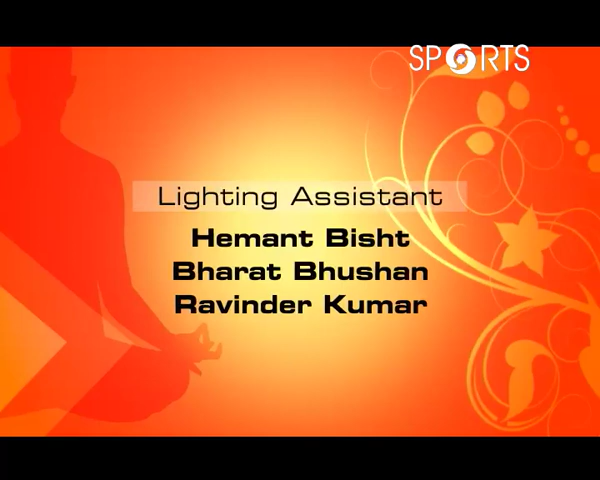 SPORTS
Lighting Assistant
Hemant Bisht
Bharat Bhushan
Ravinder Kumar